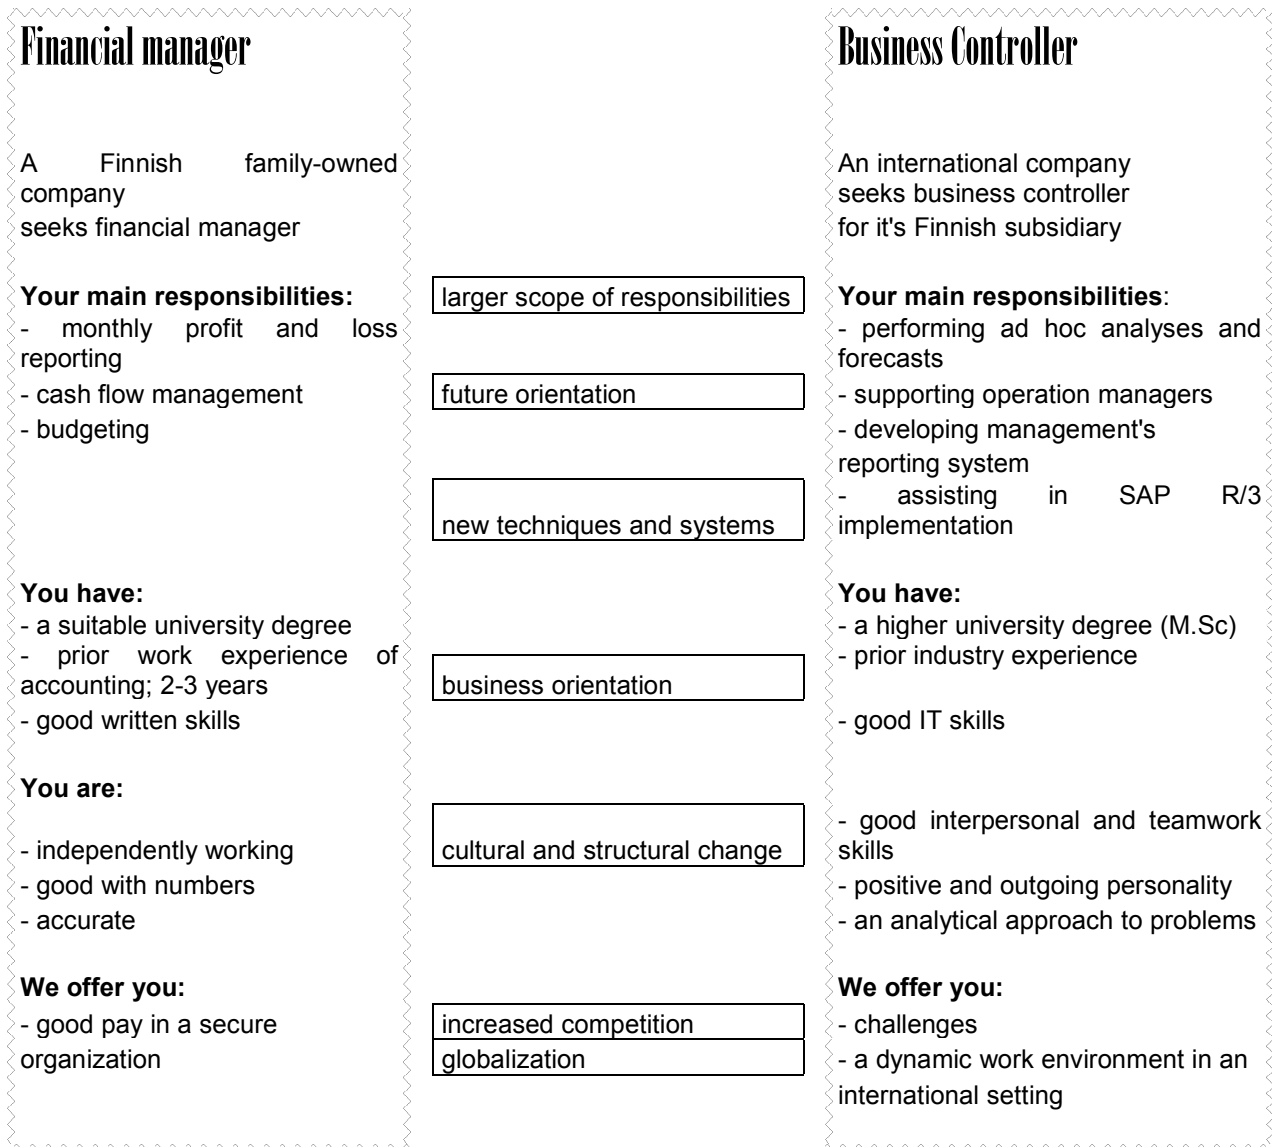 Financial manager
A Finnish family-owned
company
seeks financial manager
Your main responsibilities:
- monthly profit and loss
reporting
- cash flow management
- budgeting
You have:
- a suitable university degree
- prior work experience of
accounting; 2-3 years
- good written skills
You are:
- independently working
- good with numbers
- accurate
We offer you:
- good pay in a secure
organization
larger scope of responsibilities
future orientation
new techniques and systems
business orientation
cultural and structural change
increased competition
globalization
Business Controller
An international company
seeks business controller
for it's Finnish subsidiary
Your main responsibilities:
- performing ad hoc analyses and
forecasts
- supporting operation managers
- developing management's
reporting system
- assisting in SAP R/3
implementation
You have:
- a higher university degree (M.Sc)
- prior industry experience
- good IT skills
- good interpersonal and teamwork
skills
- positive and outgoing personality
- an analytical approach to problems
We offer you:
- challenges
- a dynamic work environment in an
international setting